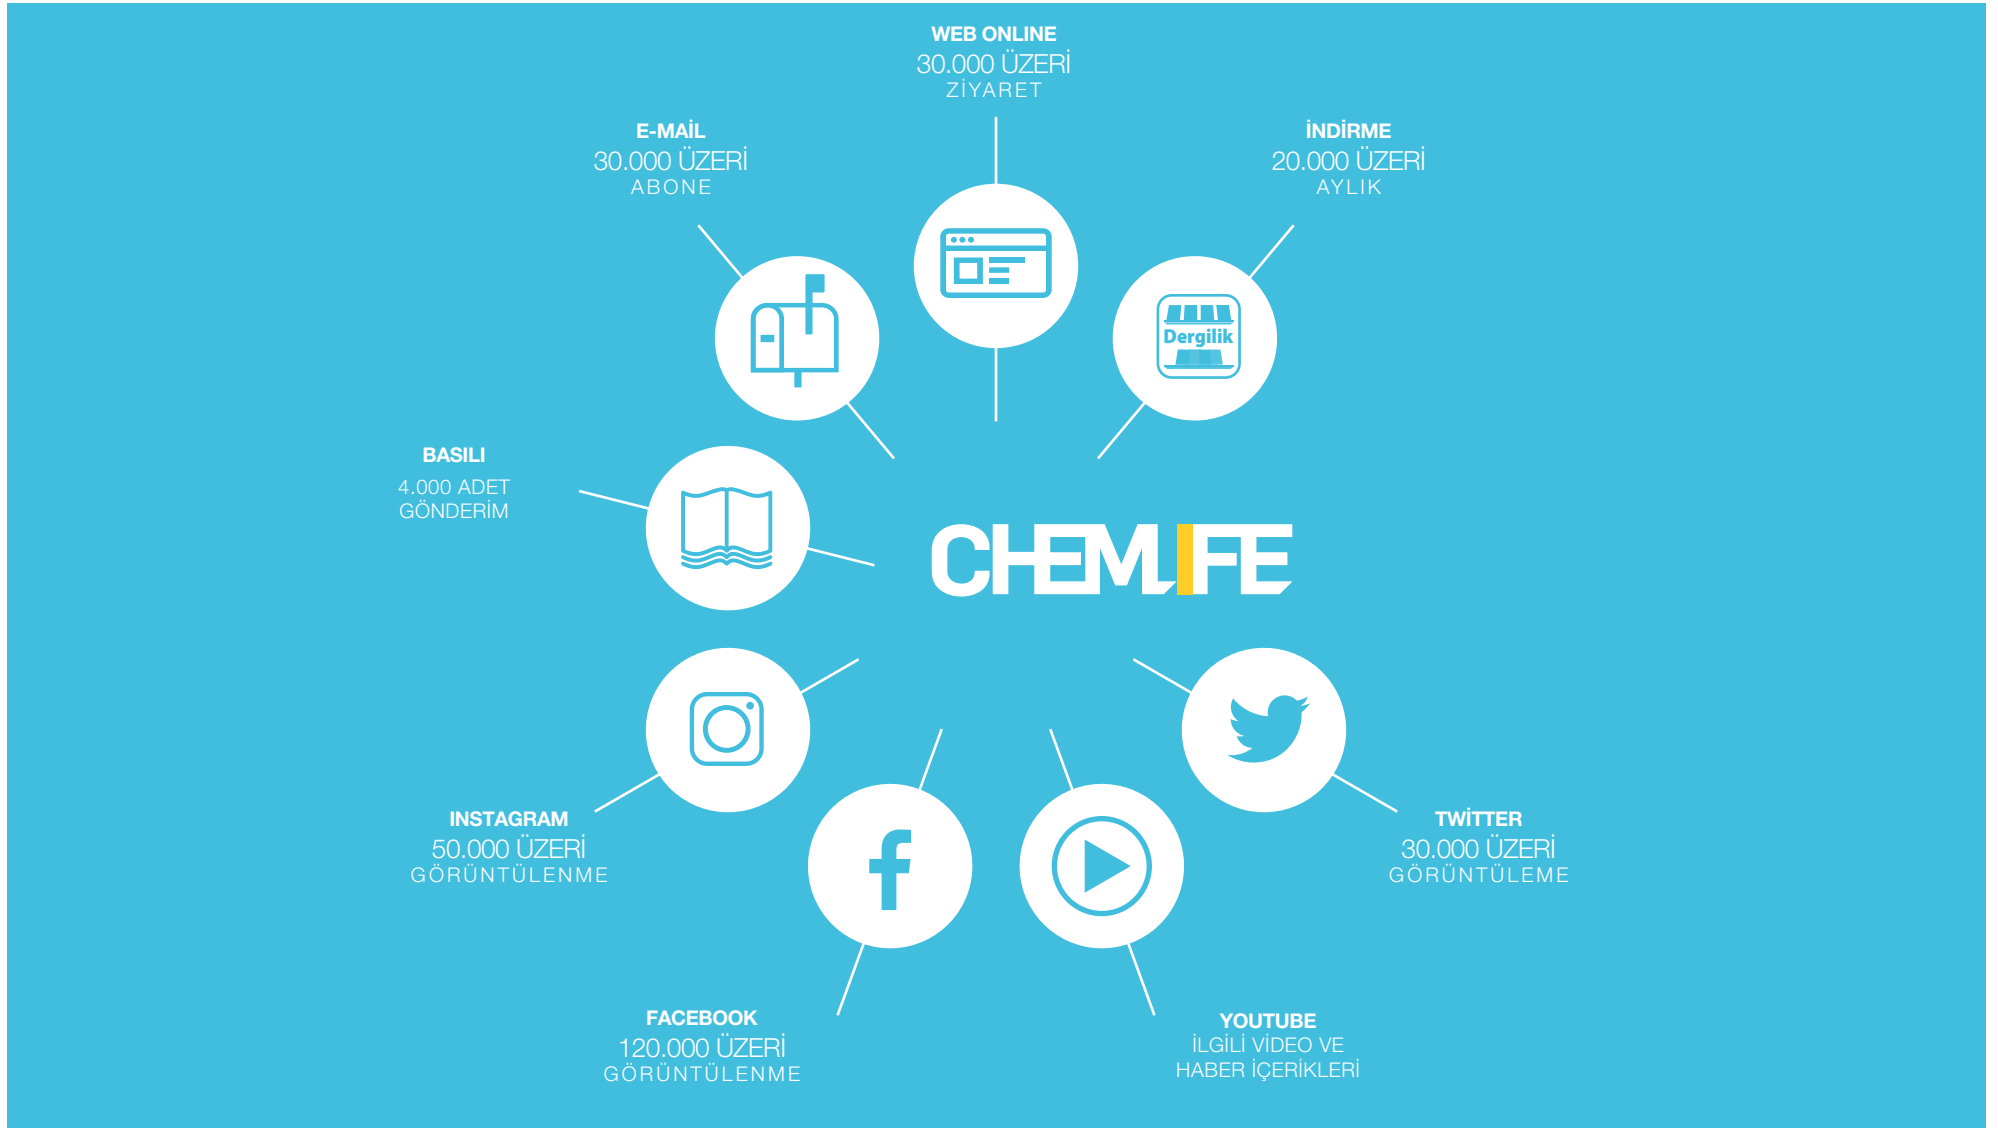 WEB ONLINE
30.000 ÜZERİ
ZİYARET
E-MAİL
30.000 ÜZERİ
ABONE
İNDİRME
20.000 ÜZERİ
AYLIK
Dergilik
BASILI
4.000 ADET
GÖNDERİM
CHEMLIFE
INSTAGRAM
50.000 ÜZERİ
GÖRÜNTÜLENME
TWİTTER
30.000 ÜZERİ
GÖRÜNTÜLEME
FACEBOOK
120.000 ÜZERİ
GÖRÜNTÜLENME
YOUTUBE
İLGİLİ VİDEO VE
HABER İÇERİKLERİ